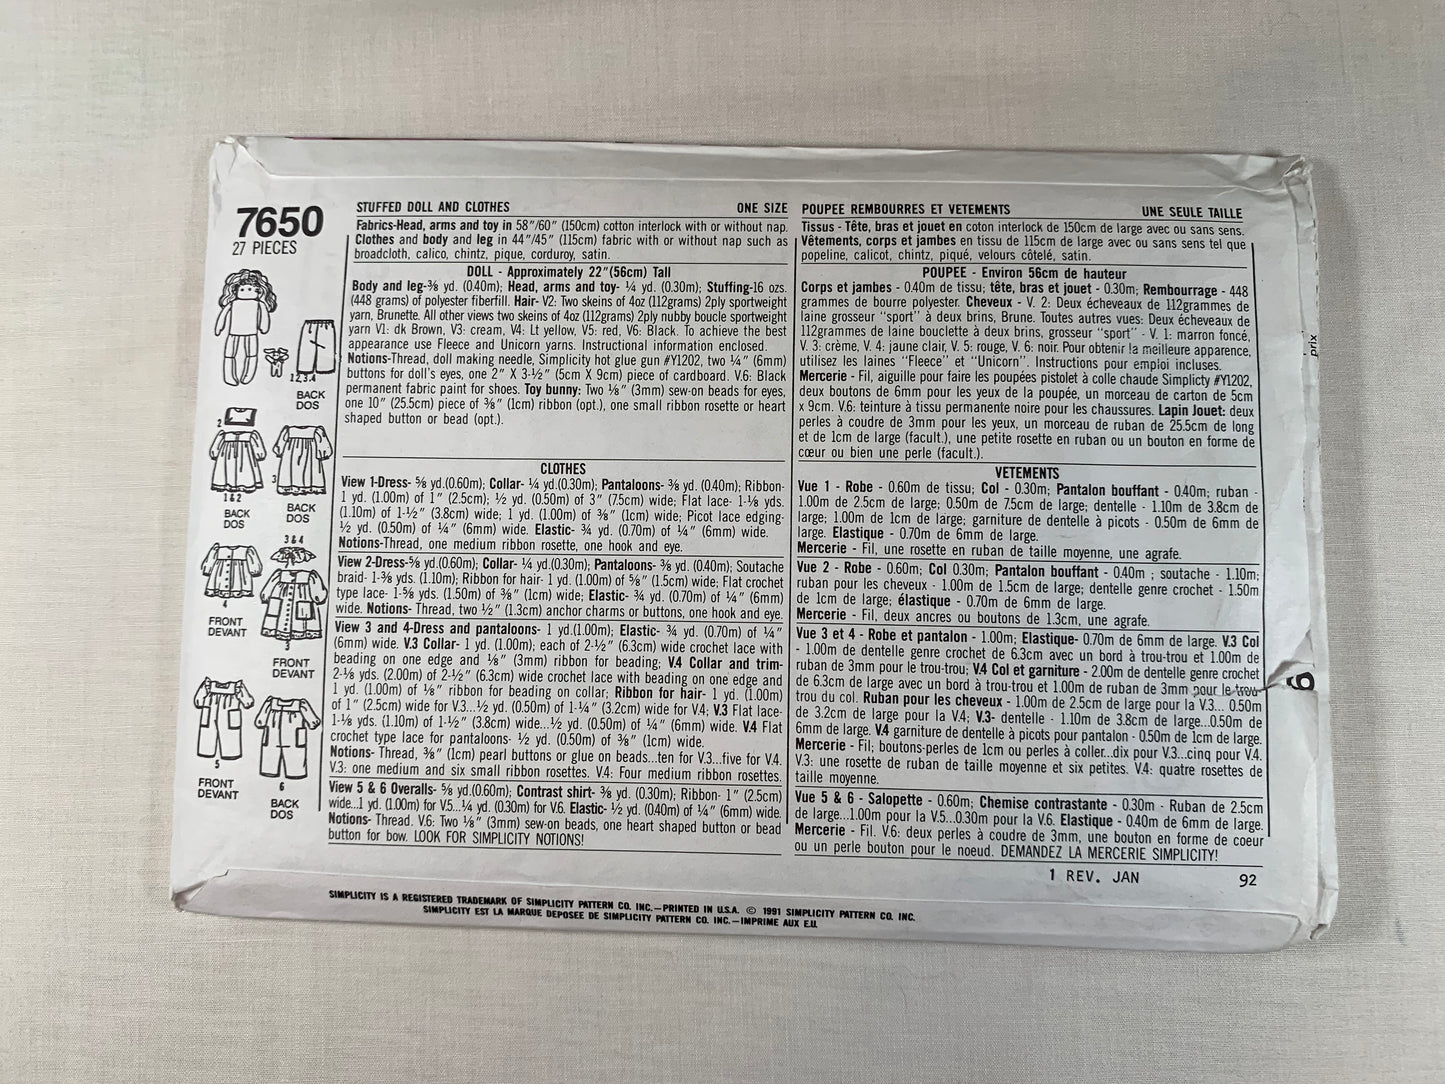 7650
27 PIECES
1,2,3,4
BACK
DOS
2
1 & 2
BACK
DOS
3
BACK
DOS
3 & 4
4
FRONT
DEVANT
3
FRONT
DEVANT
5
FRONT
DEVANT
6
BACK
DOS
STUFFED DOLL AND CLOTHES ONE SIZE
Fabrics-Head, arms and toy in 58"/60" (150cm) cotton interlock with or without nap.
Clothes and body and leg in 44"/45" (115cm) fabric with or without nap such as
broadcloth, calico, chintz, pique, corduroy, satin.
DOLL - Approximately 22"(56cm) Tall
Body and leg-⅜ yd. (0.40m); Head, arms and toy- ¼ yd. (0.30m); Stuffing-16 ozs.
(448 grams) of polyester fiberfill. Hair- V2: Two skeins of 4oz (112grams) 2ply sportweight
yarn, Brunette. All other views two skeins of 4oz (112grams) 2ply nubby boucle sportweight
yarn V1: dk Brown, V3: cream, V4: Lt yellow, V5: red, V6: Black. To achieve the best
appearance use Fleece and Unicorn yarns. Instructional information enclosed.
Notions-Thread, doll making needle, Simplicity hot glue gun #Y1202, two ¼" (6mm)
buttons for doll's eyes, one 2" X 3-½" (5cm X 9cm) piece of cardboard. V.6: Black
permanent fabric paint for shoes. Toy bunny: Two ⅛" (3mm) sew-on beads for eyes,
one 10" (25.5cm) piece of ⅜" (1cm) ribbon (opt.), one small ribbon rosette or heart
shaped button or bead (opt.).
CLOTHES
View 1-Dress- ⅝ yd.(0.60m); Collar- ¼ yd.(0.30m); Pantaloons- ⅜ yd. (0.40m); Ribbon-
1 yd. (1.00m) of 1" (2.5cm); ½ yd. (0.50m) of 3" (7.5cm) wide; Flat lace- 1-⅛ yds.
(1.10m) of 1-½" (3.8cm) wide; 1 yd. (1.00m) of ⅜" (1cm) wide; Picot lace edging-
½ yd. (0.50m) of ¼" (6mm) wide. Elastic- ¾ yd. (0.70m) of ¼" (6mm) wide.
Notions-Thread, one medium ribbon rosette, one hook and eye.
View 2-Dress-⅝ yd.(0.60m); Collar- ¼ yd.(0.30m); Pantaloons- ⅜ yd. (0.40m); Soutache
braid- 1-⅜ yds. (1.10m); Ribbon for hair- 1 yd. (1.00m) of ⅝" (1.5cm) wide; Flat crochet
type lace- 1-⅝ yds. (1.50m) of ⅜" (1cm) wide; Elastic- ¾ yd. (0.70m) of ¼" (6mm)
wide. Notions- Thread, two ½" (1.3cm) anchor charms or buttons, one hook and eye.
View 3 and 4-Dress and pantaloons- 1 yd.(1.00m); Elastic- ¾ yd. (0.70m) of ¼"
(6mm) wide. V.3 Collar- 1 yd. (1.00m); each of 2-½" (6.3cm) wide crochet lace with
beading on one edge and ⅛" (3mm) ribbon for beading; V.4 Collar and trim-
2-⅛ yds. (2.00m) of 2-½" (6.3cm) wide crochet lace with beading on one edge and
1 yd. (1.00m) of ⅛" ribbon for beading on collar; Ribbon for hair- 1 yd. (1.00m)
of 1" (2.5cm) wide for V.3...½ yd. (0.50m) of 1-¼" (3.2cm) wide for V.4; V.3 Flat lace-
1-⅛ yds. (1.10m) of 1-½" (3.8cm) wide...½ yd. (0.50m) of ¼" (6mm) wide. V.4 Flat
crochet type lace for pantaloons- ½ yd. (0.50m) of ⅜" (1cm) wide.
Notions- Thread, ⅜" (1cm) pearl buttons or glue on beads...ten for V.3...five for V.4.
V.3: one medium and six small ribbon rosettes. V.4: Four medium ribbon rosettes.
View 5 & 6 Overalls- ⅝ yd.(0.60m); Contrast shirt- ⅜ yd. (0.30m); Ribbon- 1" (2.5cm)
wide...1 yd. (1.00m) for V.5...¼ yd. (0.30m) for V.6. Elastic- ½ yd. (0.40m) of ¼" (6mm) wide.
Notions- Thread. V.6: Two ⅛" (3mm) sew-on beads, one heart shaped button or bead
button for bow. LOOK FOR SIMPLICITY NOTIONS!
POUPEE REMBOURRES ET VETEMENTS UNE SEULE TAILLE
Tissus - Tête, bras et jouet en coton interlock de 150cm de large avec ou sans sens.
Vêtements, corps et jambes en tissu de 115cm de large avec ou sans sens tel que
popeline, calicot, chintz, piqué, velours côtelé, satin.
POUPEE - Environ 56cm de hauteur
Corps et jambes - 0.40m de tissu; tête, bras et jouet - 0.30m; Rembourrage - 448
grammes de bourre polyester. Cheveux - V. 2: Deux écheveaux de 112grammes de
laine grosseur "sport" à deux brins, Brune. Toutes autres vues: Deux écheveaux de
112grammes de laine bouclette à deux brins, grosseur "sport" - V. 1: marron foncé,
V. 3: crème, V. 4: jaune clair, V. 5: rouge, V. 6: noir. Pour obtenir la meilleure apparence,
utilisez les laines "Fleece" et "Unicorn". Instructions pour emploi incluses.
Mercerie - Fil, aiguille pour faire les poupées pistolet à colle chaude Simplicty #Y1202,
deux boutons de 6mm pour les yeux de la poupée, un morceau de carton de 5cm
x 9cm. V.6: teinture à tissu permanente noire pour les chaussures. Lapin Jouet: deux
perles à coudre de 3mm pour les yeux, un morceau de ruban de 25.5cm de long
et de 1cm de large (facult.), une petite rosette en ruban ou un bouton en forme de
cœur ou bien une perle (facult.).
VETEMENTS
Vue 1 - Robe - 0.60m de tissu; Col - 0.30m; Pantalon bouffant - 0.40m; ruban -
1.00m de 2.5cm de large; 0.50m de 7.5cm de large; dentelle - 1.10m de 3.8cm de
large; 1.00m de 1cm de large; garniture de dentelle à picots - 0.50m de 6mm de
large. Elastique - 0.70m de 6mm de large.
Mercerie - Fil, une rosette en ruban de taille moyenne, une agrafe.
Vue 2 - Robe - 0.60m; Col 0.30m; Pantalon bouffant - 0.40m ; soutache - 1.10m;
ruban pour les cheveux - 1.00m de 1.5cm de large; dentelle genre crochet - 1.50m
de 1cm de large; élastique - 0.70m de 6mm de large.
Mercerie - Fil, deux ancres ou boutons de 1.3cm, une agrafe.
Vue 3 et 4 - Robe et pantalon - 1.00m; Elastique- 0.70m de 6mm de large. V.3 Col
- 1.00m de dentelle genre crochet de 6.3cm avec un bord à trou-trou et 1.00m de
ruban de 3mm pour le trou-trou; V.4 Col et garniture - 2.00m de dentelle genre crochet
de 6.3cm de large avec un bord à trou-trou et 1.00m de ruban de 3mm pour le trou-
trou du col. Ruban pour les cheveux - 1.00m de 2.5cm de large pour la V.3... 0.50m
de 3.2cm de large pour la V.4; V.3- dentelle - 1.10m de 3.8cm de large...0.50m de
6mm de large. V.4 garniture de dentelle à picots pour pantalon - 0.50m de 1cm de large.
Mercerie - Fil; boutons-perles de 1cm ou perles à coller...dix pour V.3...cinq pour V.4.
V.3: une rosette de ruban de taille moyenne et six petites. V.4: quatre rosettes de
taille moyenne.
Vue 5 & 6 - Salopette - 0.60m; Chemise contrastante - 0.30m - Ruban de 2.5cm
de large...1.00m pour la V.5...0.30m pour la V.6. Elastique - 0.40m de 6mm de large.
Mercerie - Fil. V.6: deux perles à coudre de 3mm, une bouton en forme de coeur
ou un perle bouton pour le noeud. DEMANDEZ LA MERCERIE SIMPLICITY!
1 REV. JAN 92
prix
6
SIMPLICITY IS A REGISTERED TRADEMARK OF SIMPLICITY PATTERN CO. INC.—PRINTED IN U.S.A. © 1991 SIMPLICITY PATTERN CO. INC.
SIMPLICITY EST LA MARQUE DEPOSEE DE SIMPLICITY PATTERN CO. INC.—IMPRIME AUX E.U.